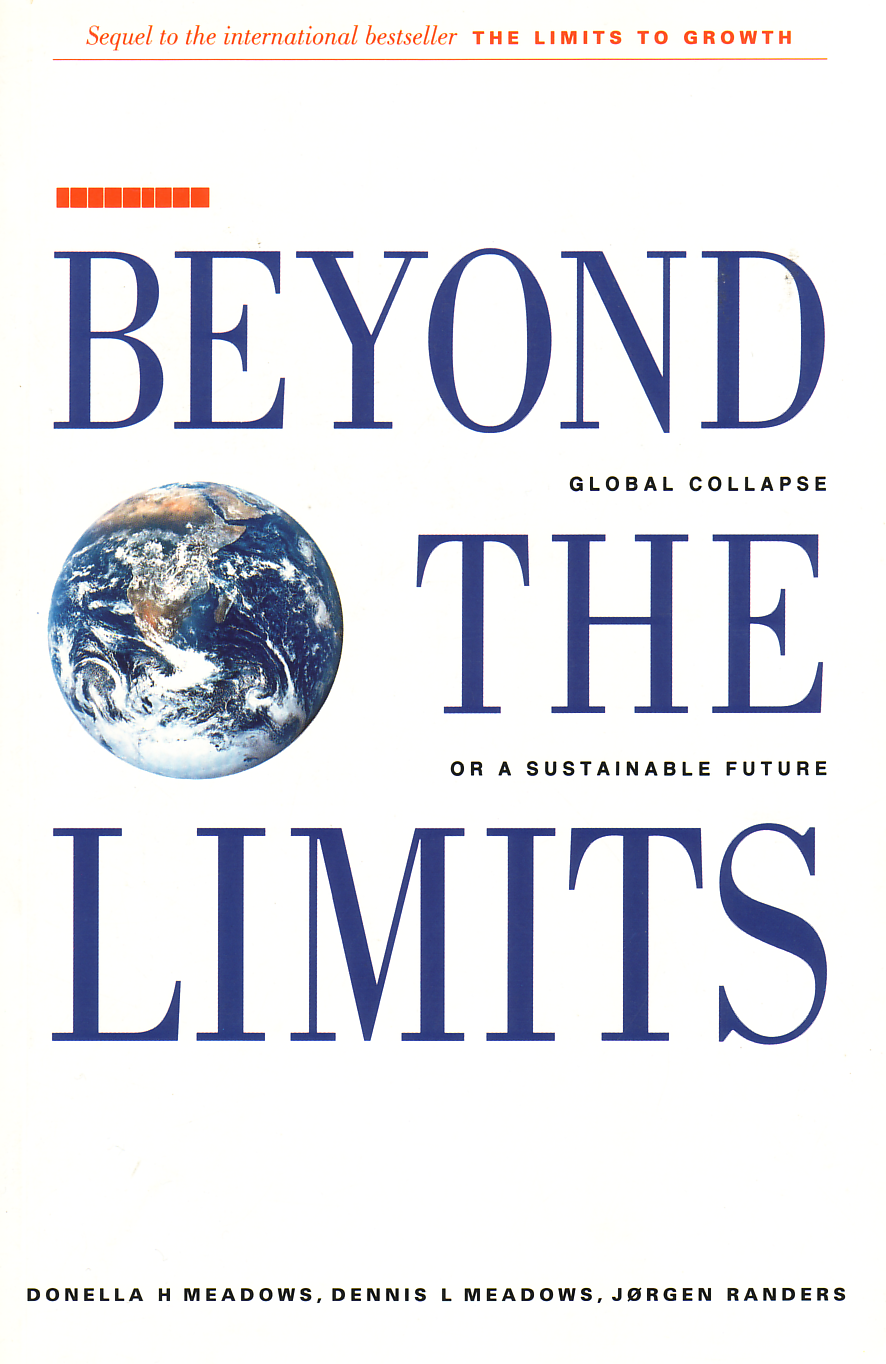 Sequel to the international bestseller THE LIMITS TO GROWTH
BEYOND
GLOBAL COLLAPSE
THE
OR A SUSTAINABLE FUTURE
LIMITS
DONELLA H MEADOWS, DENNIS L MEADOWS, JØRGEN RANDERS